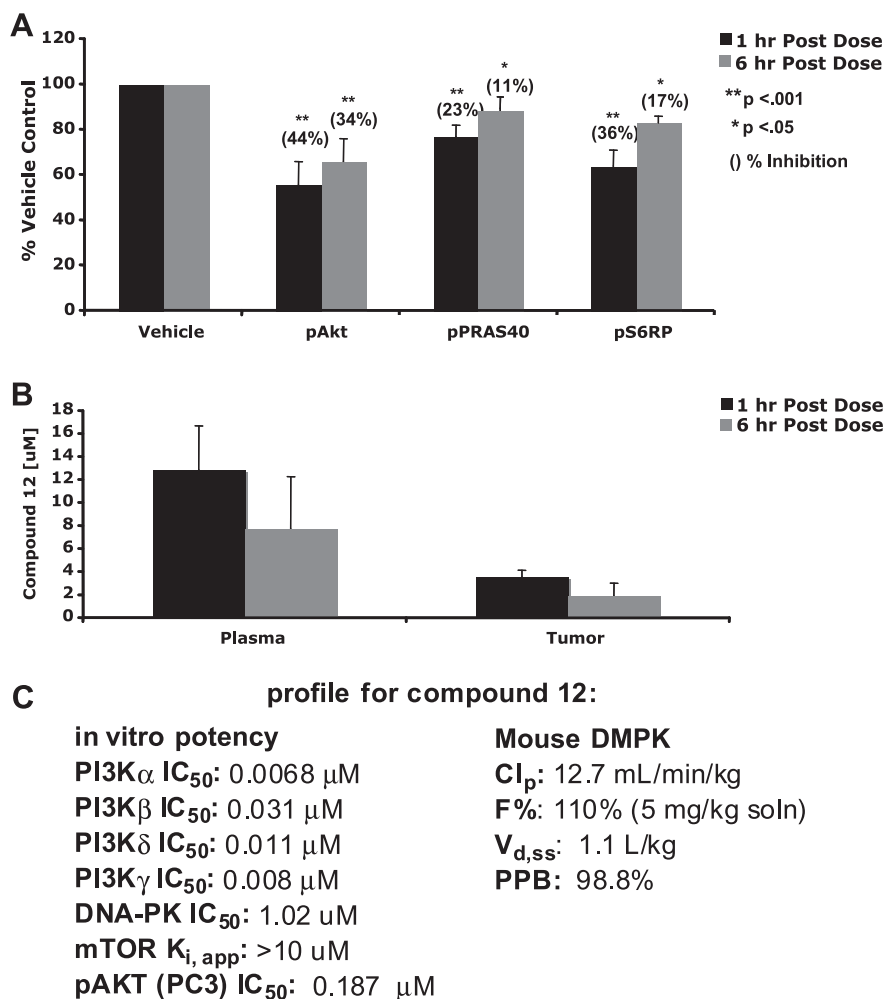 A
% Vehicle Control
120
100
80
60
40
20
0
** (44%)
** (34%)
** (23%)
* (11%)
** (36%)
* (17%)
Vehicle pAkt pPRAS40 pS6RP
1 hr Post Dose
6 hr Post Dose
**p <.001
*p <.05
() % Inhibition
B
Compound 12 [uM]
18
16
14
12
10
8
6
4
2
0
Plasma Tumor
1 hr Post Dose
6 hr Post Dose
C
profile for compound 12:
in vitro potency
PI3Kα IC50: 0.0068 μM
PI3Kβ IC50: 0.031 μM
PI3Kδ IC50: 0.011 μM
PI3Kγ IC50: 0.008 μM
DNA-PK IC50: 1.02 uM
mTOR Ki, app: >10 uM
pAKT (PC3) IC50: 0.187 μM
Mouse DMPK
Clp: 12.7 mL/min/kg
F%: 110% (5 mg/kg soln)
Vd,ss: 1.1 L/kg
PPB: 98.8%